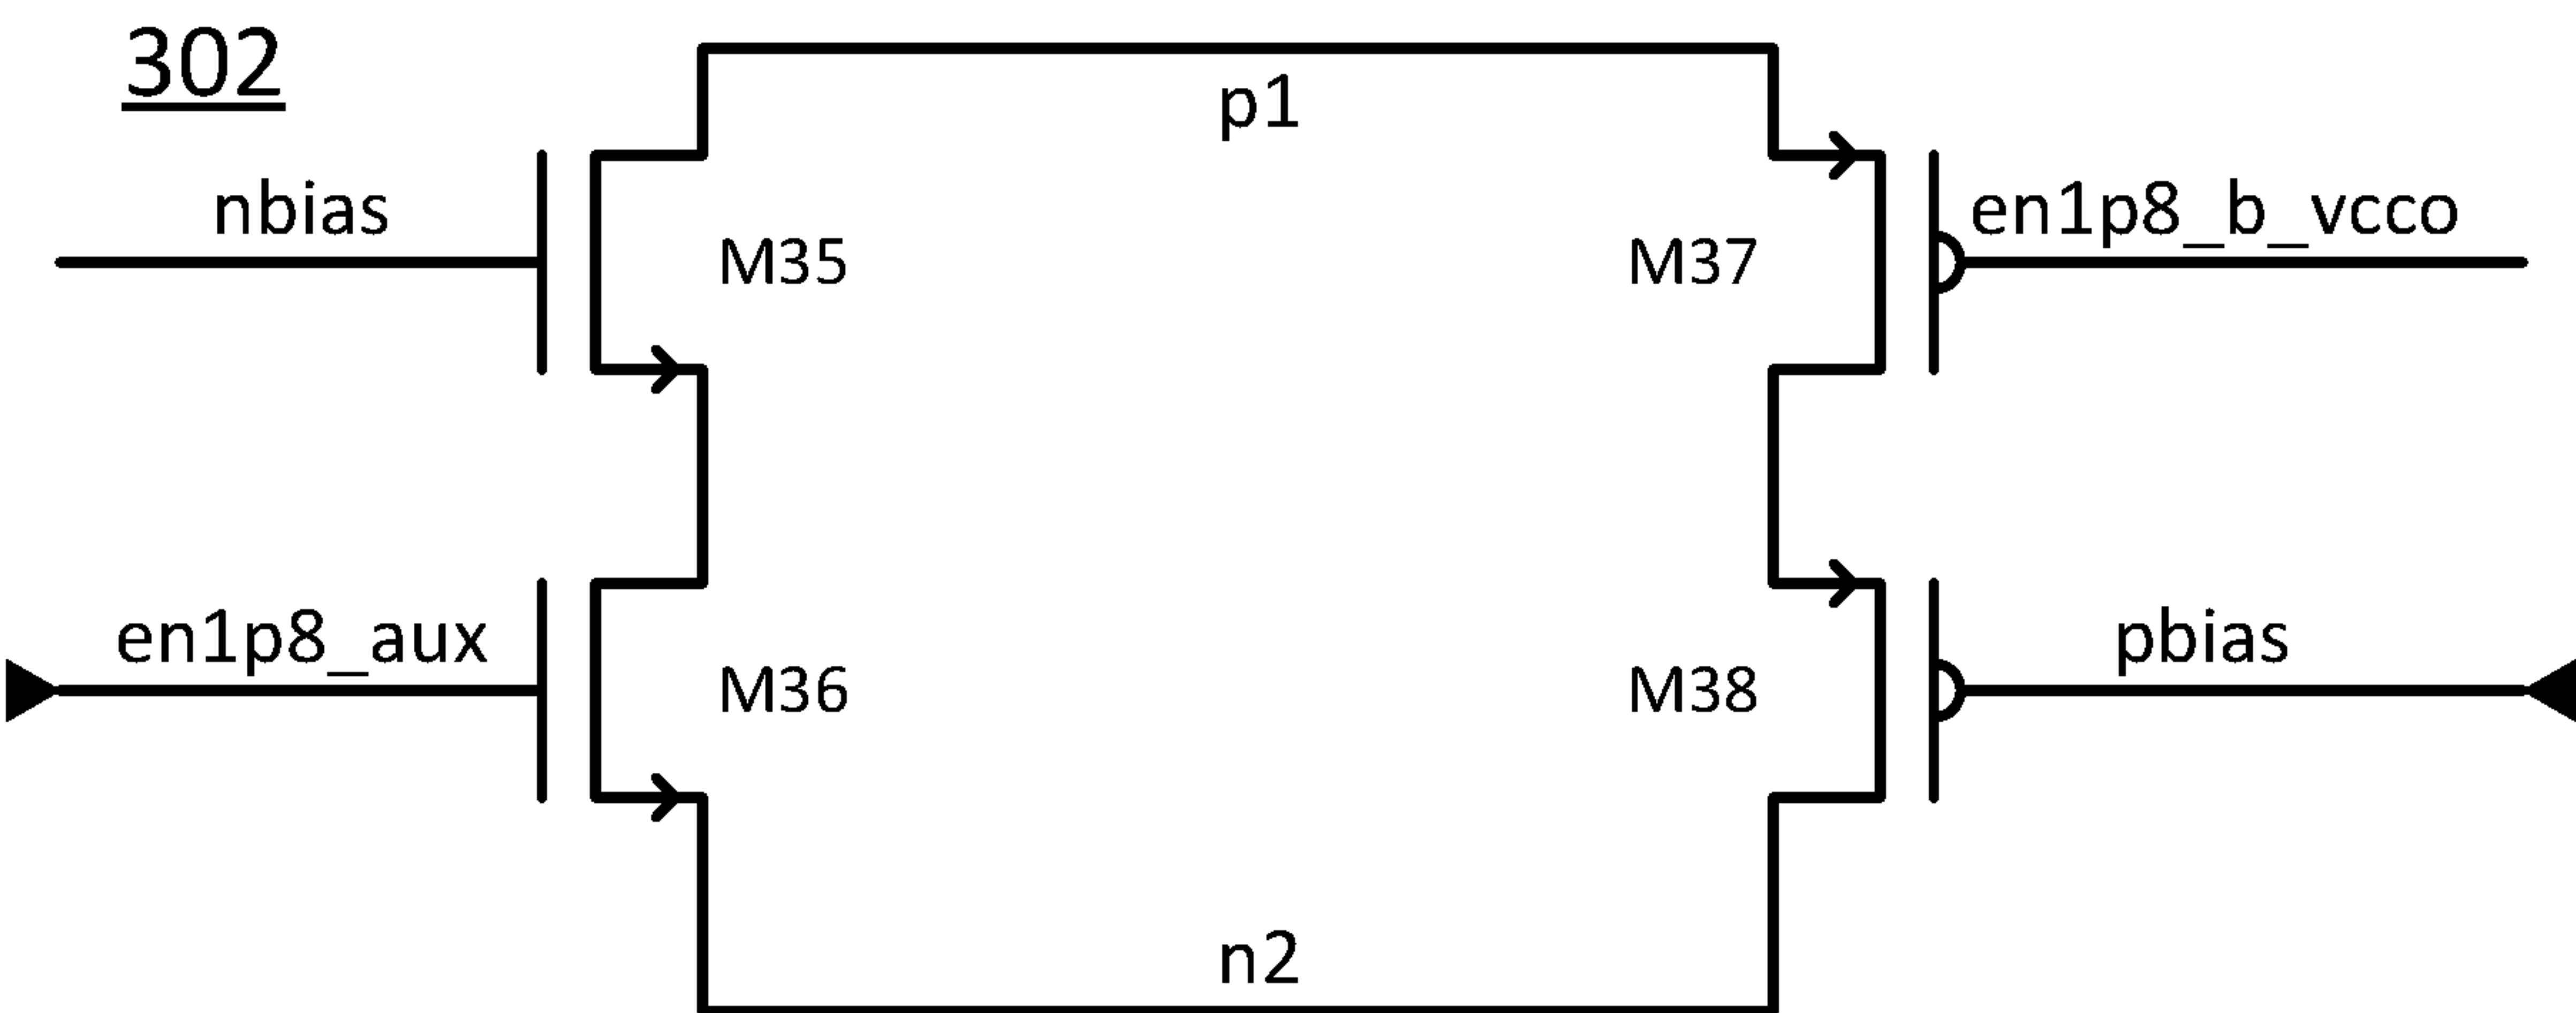 302
p1
nbias
en1p8_b_vcco
M35
M37
en1p8_aux
pbias
M36
M38
n2